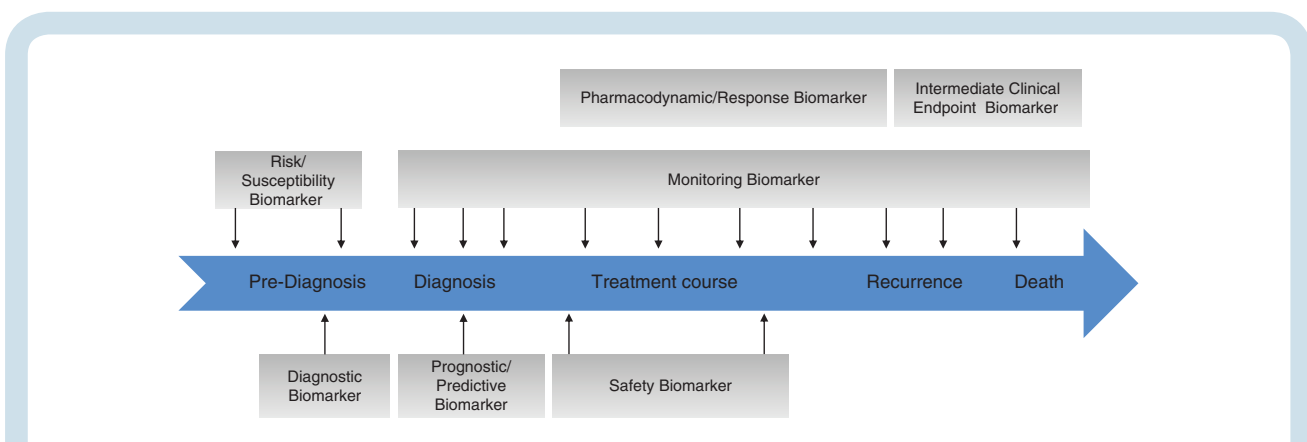 Pharmacodynamic/Response Biomarker
Intermediate Clinical
Endpoint Biomarker
Risk/
Susceptibility
Biomarker
Monitoring Biomarker
Pre-Diagnosis
Diagnosis
Treatment course
Recurrence
Death
Diagnostic
Biomarker
Prognostic/
Predictive
Biomarker
Safety Biomarker